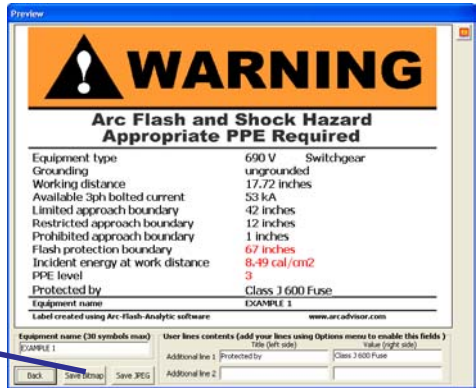 Preview
WARNING
Arc Flash and Shock Hazard
Appropriate PPE Required
Equipment type 690 V Switchgear
Grounding ungrounded
Working distance 17.72 inches
Available 3ph bolted current 53 kA
Limited approach boundary 42 inches
Restricted approach boundary 12 inches
Prohibited approach boundary 1 inches
Flash protection boundary 67 inches
Incident energy at work distance 8.49 cal/cm2
PPE level 3
Protected by Class J 600 Fuse
Equipment name EXAMPLE 1
Label created using Arc-Flash-Analytic software www.arcadvisor.com
Equipment name (30 symbols max) User lines contents (add your lines using Options menu to enable this fields )
Title (left side) Value (right side)
EXAMPLE 1 Additional line 1 Protected by Class J 600 Fuse
Back Save Bitmap Save JPEG Additional line 2